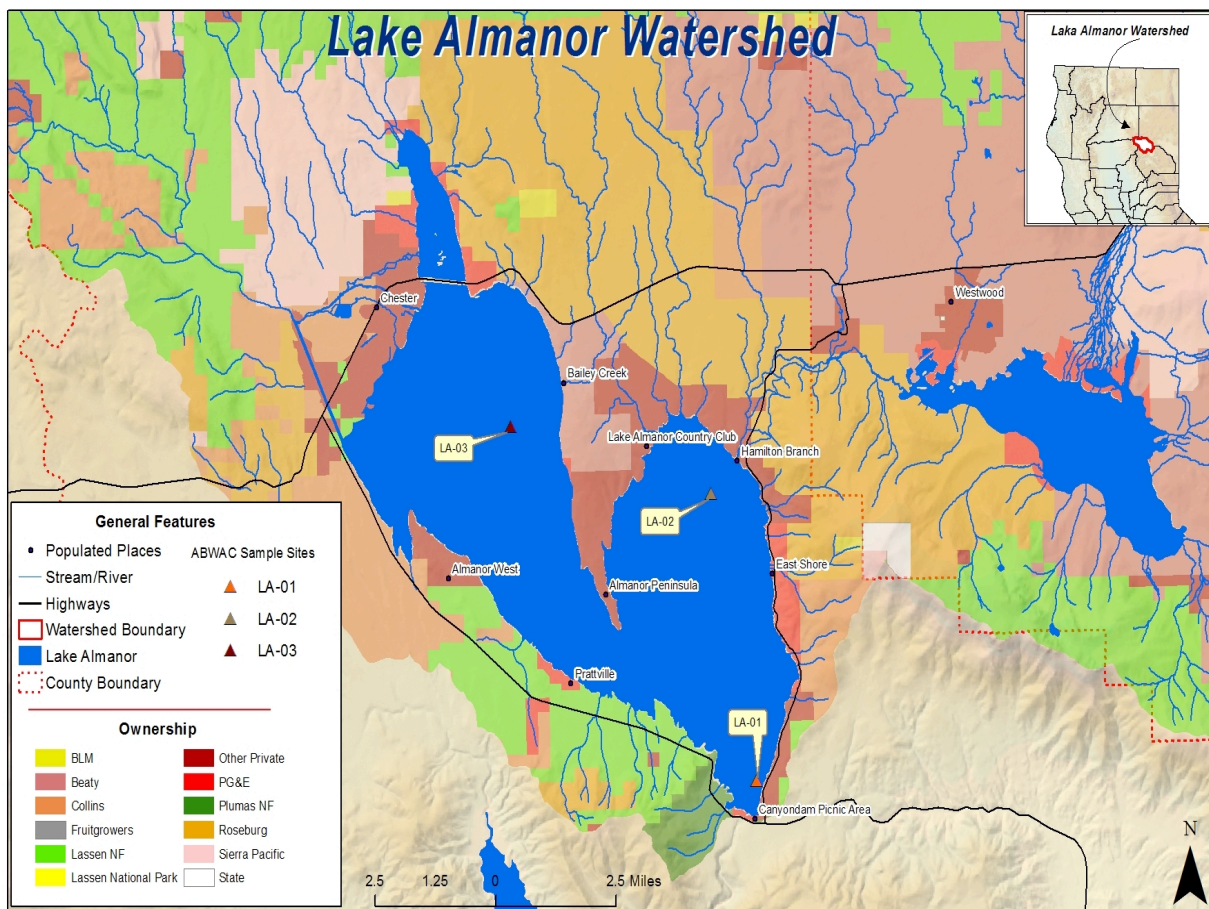 Lake Almanor Watershed
Laka Almanor Watershed
Chester
Westwood
Bailey Creek
LA-03
Lake Almanor Country Club
Hamilton Branch
LA-02
East Shore
Almanor West
Almanor Peninsula
Prattville
LA-01
Canyondam Picnic Area
General Features
Populated Places
Stream/River
Highways
Watershed Boundary
Lake Almanor
County Boundary
ABWAC Sample Sites
LA-01
LA-02
LA-03
Ownership
BLM
Beaty
Collins
Fruitgrowers
Lassen NF
Lassen National Park
Other Private
PG&E
Plumas NF
Roseburg
Sierra Pacific
State
2.5 1.25 0 2.5 Miles
N